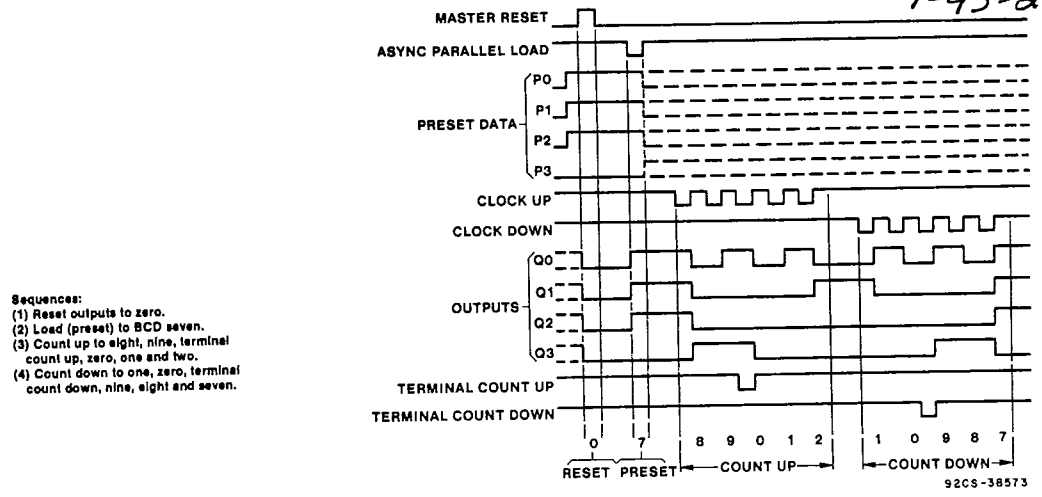 MASTER RESET
ASYNC PARALLEL LOAD
P0
P1
PRESET DATA
P2
P3
CLOCK UP
CLOCK DOWN
Q0
Q1
OUTPUTS
Q2
Q3
TERMINAL COUNT UP
TERMINAL COUNT DOWN
0 7 8 9 0 1 2 1 0 9 8 7
RESET PRESET COUNT UP COUNT DOWN
92CS-38573
Sequences:
(1) Reset outputs to zero.
(2) Load (preset) to BCD seven.
(3) Count up to eight, nine, terminal
count up, zero, one and two.
(4) Count down to one, zero, terminal
count down, nine, eight and seven.